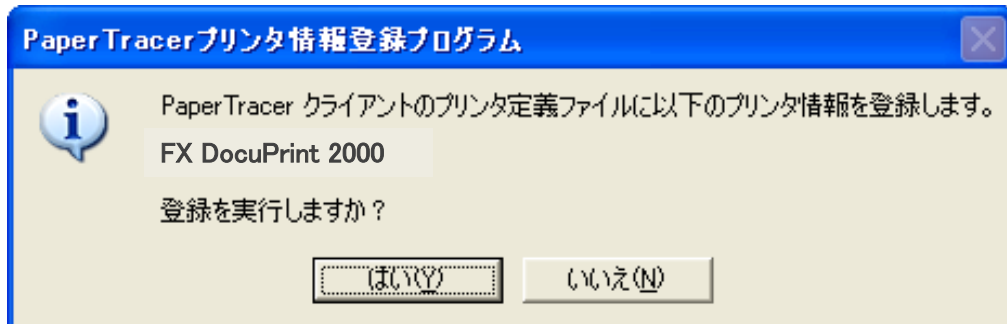 PaperTracerプリンタ情報登録プログラム
PaperTracer クライアントのプリンタ定義ファイルに以下のプリンタ情報を登録します。
FX DocuPrint 2000
登録を実行しますか？
はい(Y) いいえ(N)